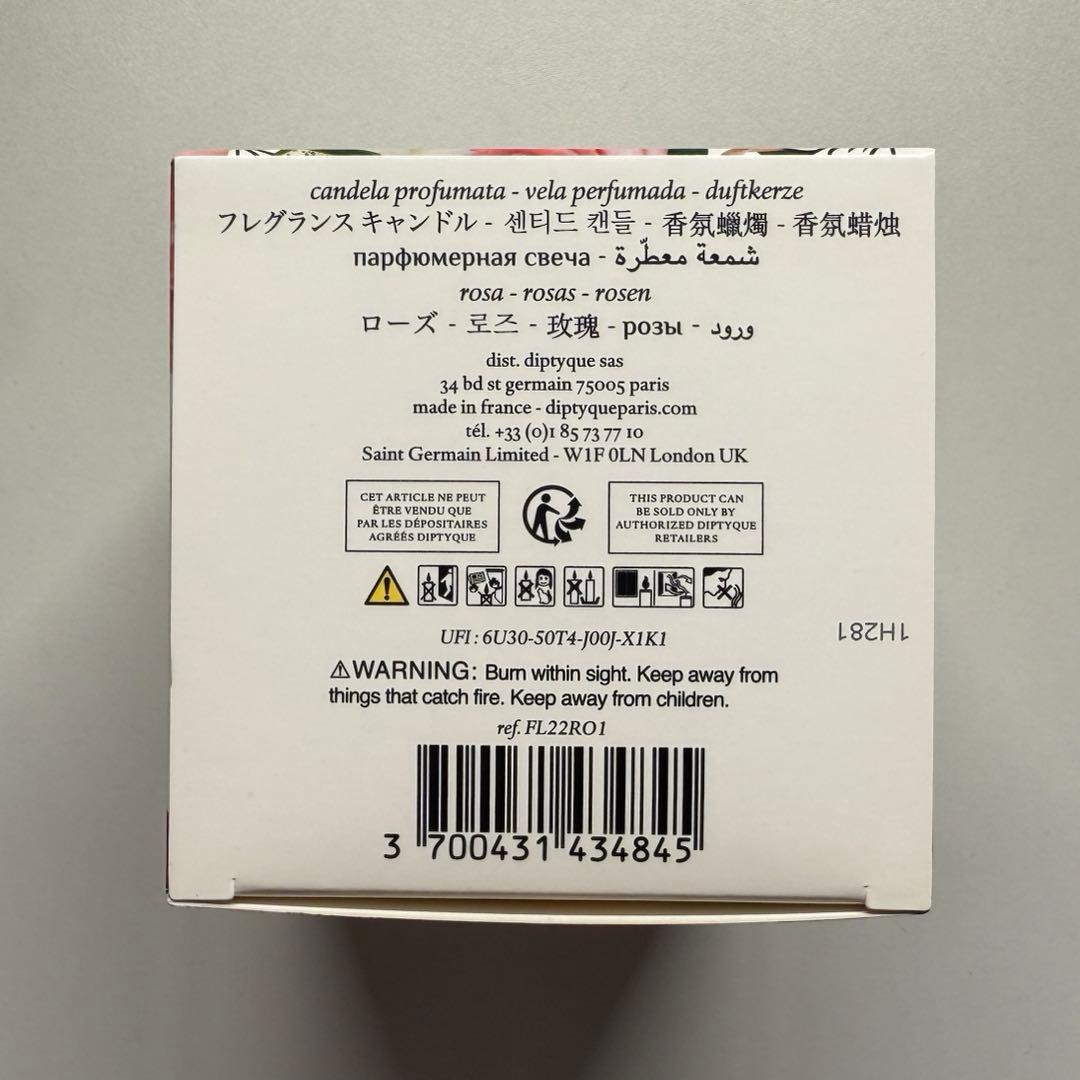 candela profumata - vela perfumada - duftkerze
フレグランス キャンドル - 센티드 캔들 - 香氛蠟燭 - 香氛蜡烛
парфюмерная свеча - شمعة معطّرة
rosa - rosas - rosen
ローズ - 로즈 - 玫瑰 - розы - ورود
dist. diptyque sas
34 bd st germain 75005 paris
made in france - diptyqueparis.com
tél. +33 (0)1 85 73 77 10
Saint Germain Limited - W1F 0LN London UK
CET ARTICLE NE PEUT
ÊTRE VENDU QUE
PAR LES DÉPOSITAIRES
AGRÉÉS DIPTYQUE
THIS PRODUCT CAN
BE SOLD ONLY BY
AUTHORIZED DIPTYQUE
RETAILERS
1H281
UFI : 6U30-50T4-J00J-X1K1
⚠WARNING: Burn within sight. Keep away from
things that catch fire. Keep away from children.
ref. FL22RO1
3 700431 434845